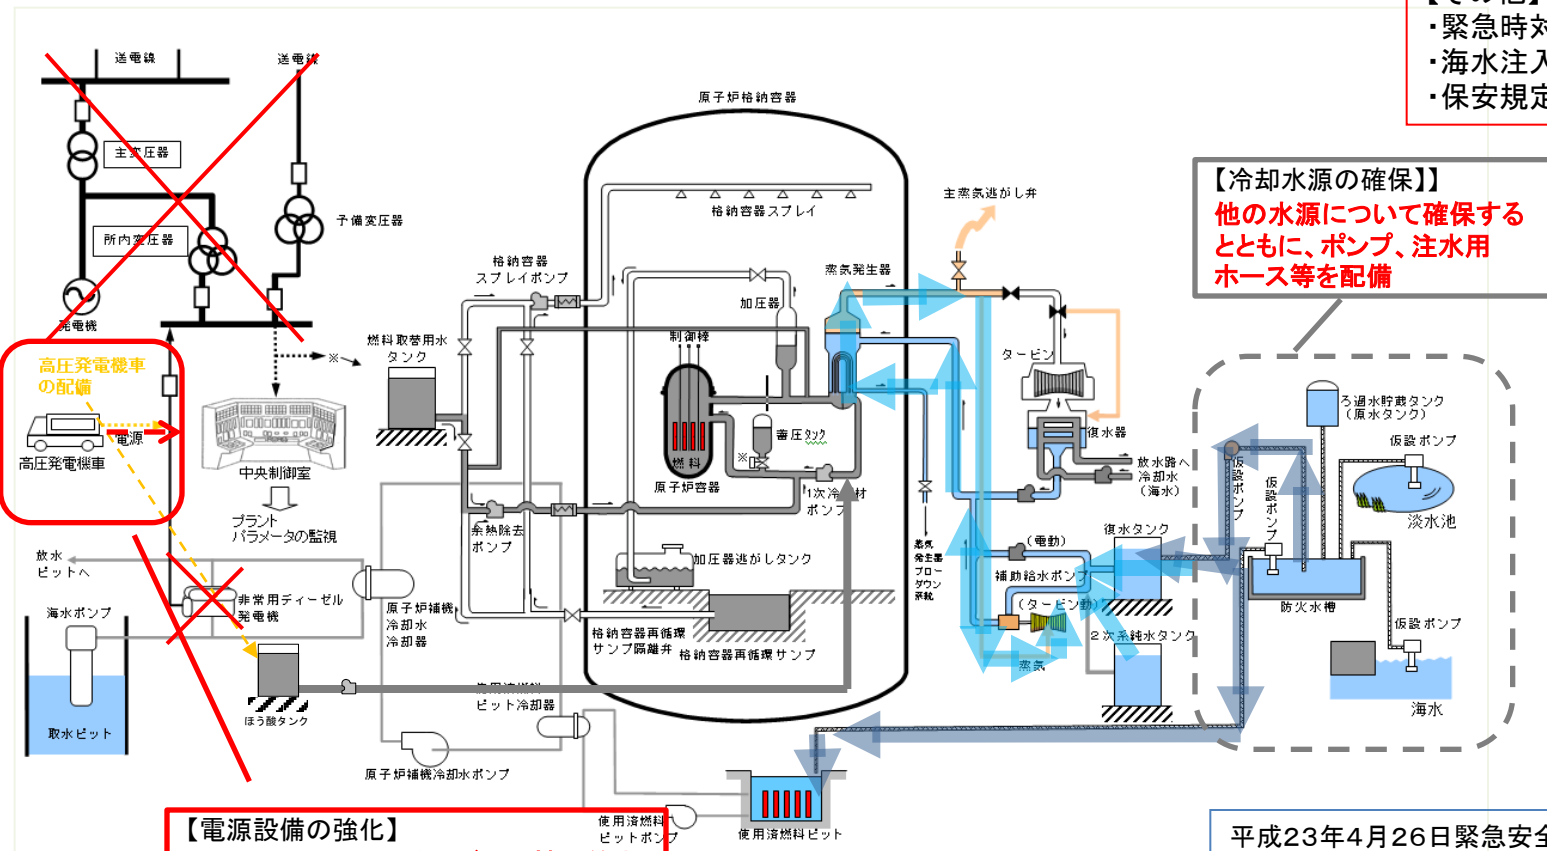 【その他】
・緊急時対
・海水注入
・保安規定
送電線
送電線
原子炉格納容器
主変圧器
所内変圧器
予備変圧器
発電機
格納容器スプレイ
格納容器
スプレイポンプ
主蒸気逃がし弁
【冷却水源の確保】】
他の水源について確保する
とともに、ポンプ、注水用
ホース等を配備
蒸気発生器
加圧器
制御棒
燃料取替用水
タンク
タービン
※
高圧発電機車
の配備
電源
高圧発電機車
中央制御室
プラント
パラメータの監視
蓄圧タンク
※
燃料
原子炉容器
1次冷却材
ポンプ
復水器
放水路へ
冷却水
(海水)
ろ過水貯蔵タンク
(原水タンク)
仮設ポンプ
仮設ポンプ
仮設ポンプ
淡水池
余熱除去
ポンプ
加圧器逃がしタンク
蒸気
発生器
ブロー
ダウン
系統
(電動)
補助給水ポンプ
(タービン動)
蒸気
復水タンク
2次系純水タンク
防火水槽
仮設ポンプ
海水
放水
ピットへ
海水ポンプ
非常用ディーゼル
発電機
原子炉補機
冷却水
冷却器
格納容器再循環
サンプ隔離弁
格納容器再循環サンプ
取水ピット
ほう酸タンク
使用済燃料
ピット冷却器
原子炉補機冷却水ポンプ
使用済燃料
ピットポンプ
使用済燃料ピット
【電源設備の強化】
平成23年4月26日緊急安全